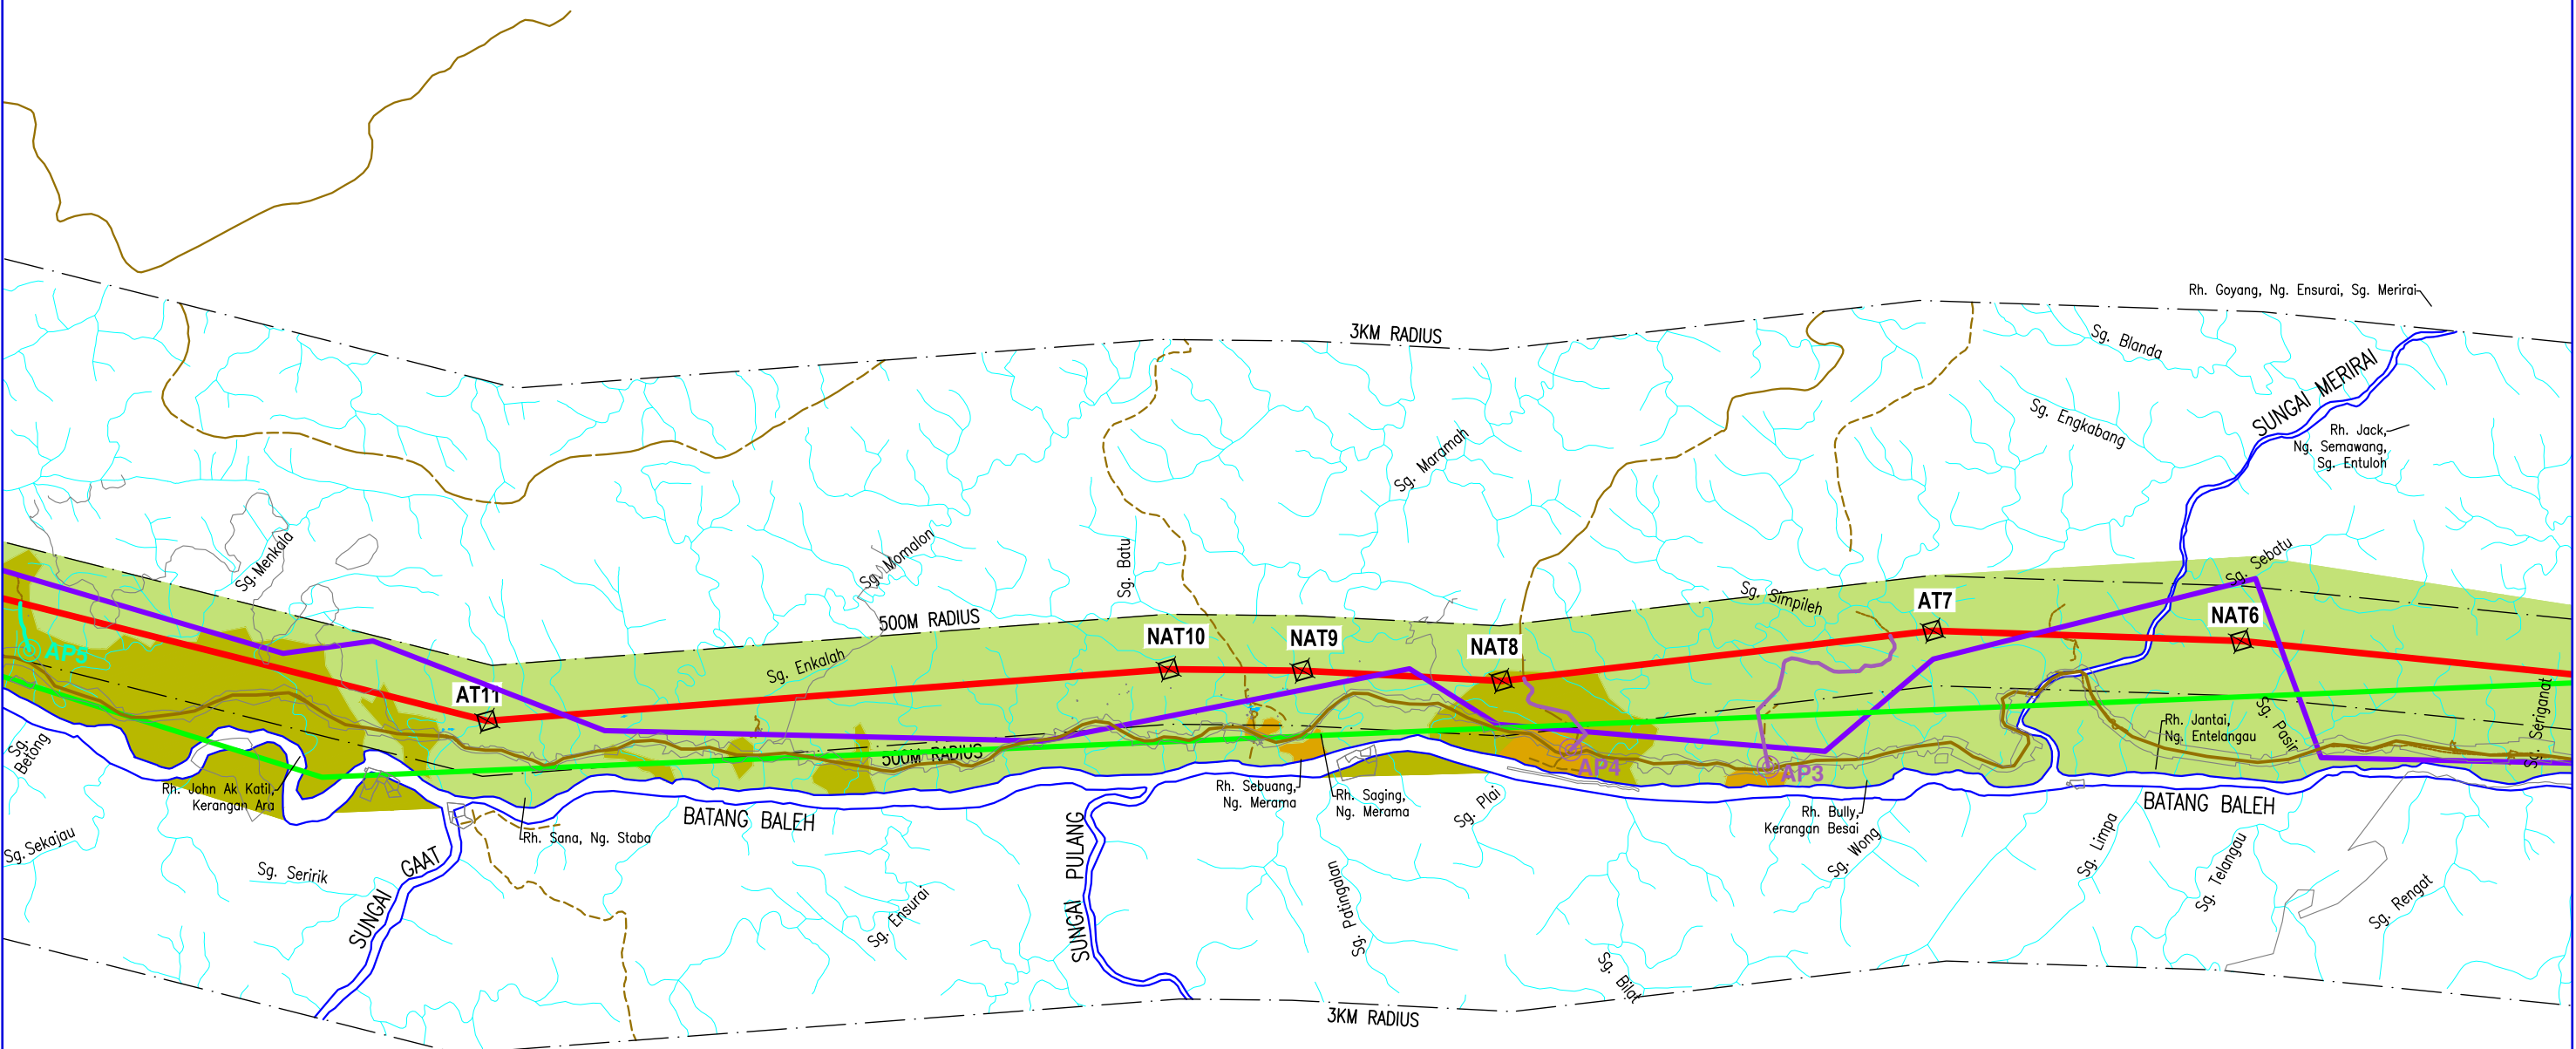 Rh. Goyang, Ng. Ensurai, Sg. Merirai
3KM RADIUS
Sg. Blanda
SUNGAI MERIRAI
Sg. Engkabang
Rh. Jack,
Ng. Semawang,
Sg. Entuloh
Sg. Maramah
Sg. Menkala
Sg. Momalon
Sg. Batu
Sg. Sebatu
Sg. Simpileh
500M RADIUS
AT7
NAT6
NAT10
NAT9
NAT8
AP5
Sg. Enkalah
AT11
Sg. Seriganat
Sg. Pasir
Rh. Jantai,
Ng. Entelangau
Sg.
Betong
500M RADIUS
AP4
AP3
Rh. John Ak Katil,
Kerangan Ara
Rh. Sebuang,
Ng. Merama
Rh. Saging,
Ng. Merama
Sg. Plai
Rh. Bully,
Kerangan Besai
BATANG BALEH
BATANG BALEH
Rh. Sana, Ng. Staba
Sg. Sekajau
Sg. Seririk
SUNGAI GAAT
Sg. Ensurai
SUNGAI PULANG
Sg. Patingalan
Sg. Wong
Sg. Limpa
Sg. Telangau
Sg. Rengat
Sg. Bilat
3KM RADIUS